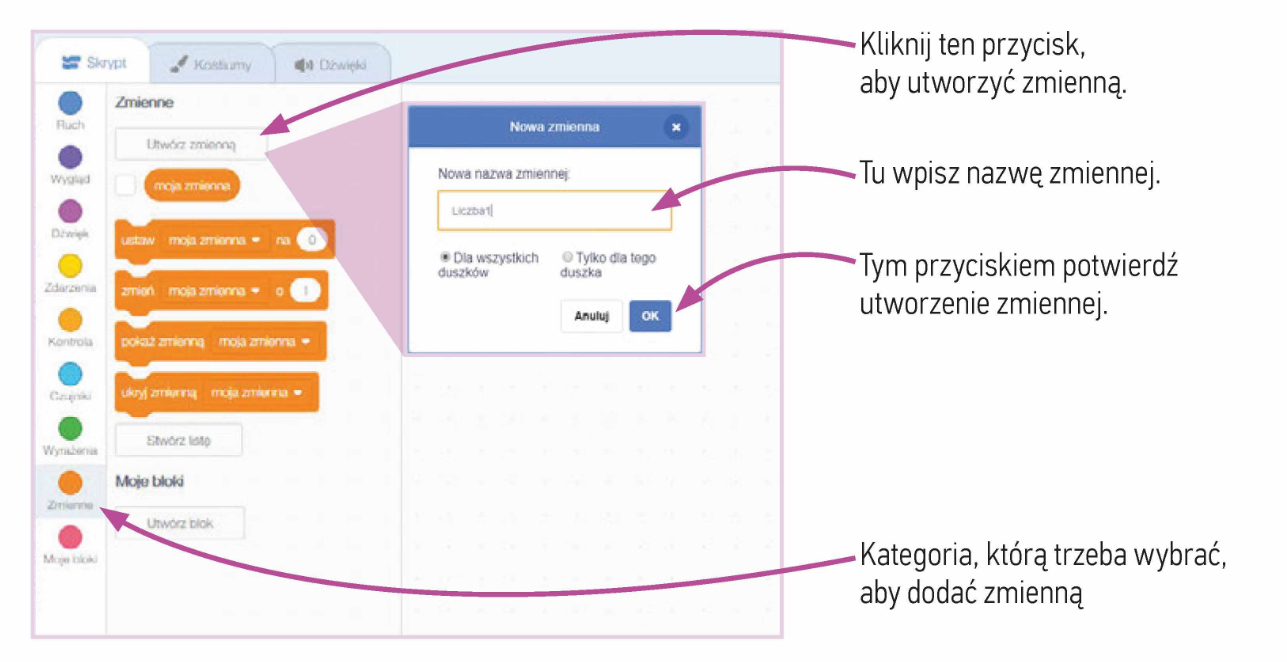 Skrypt Kostiumy Dźwięki
Kliknij ten przycisk,
aby utworzyć zmienną.
Ruch
Wygląd
Dźwięk
Zdarzenia
Kontrola
Czujniki
Wyrażenia
Zmienne
Moje bloki
Zmienne
Utwórz zmienną
moja zmienna
ustaw moja zmienna na 0
zmień moja zmienna o 1
pokaż zmienną moja zmienna
ukryj zmienną moja zmienna
Stwórz listę
Moje bloki
Utwórz blok
Nowa zmienna
Nowa nazwa zmiennej:
Liczba1
Dla wszystkich
duszków
Tylko dla tego
duszka
Anuluj OK
Tu wpisz nazwę zmiennej.
Tym przyciskiem potwierdź
utworzenie zmiennej.
Kategoria, którą trzeba wybrać,
aby dodać zmienną